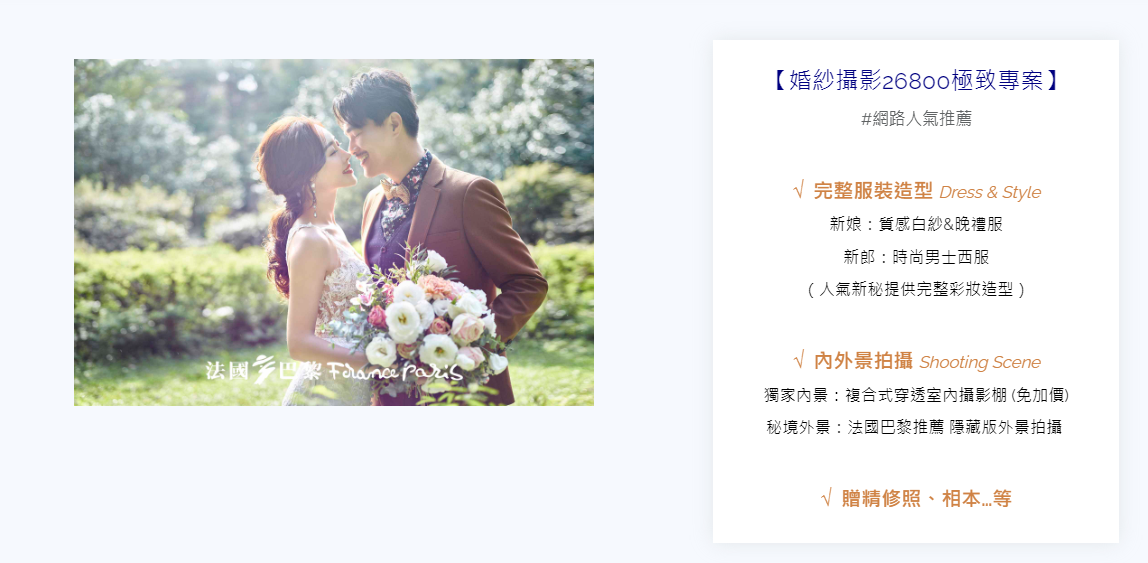 法國巴黎 France Paris
【婚紗攝影26800極致專案】
#網路人氣推薦
√ 完整服裝造型 Dress & Style
新娘：質感白紗&晚禮服
新郎：時尚男士西服
( 人氣新秘提供完整彩妝造型 )
√ 內外景拍攝 Shooting Scene
獨家內景：複合式穿透室內攝影棚 (免加價)
秘境外景：法國巴黎推薦 隱藏版外景拍攝
√ 贈精修照、相本...等